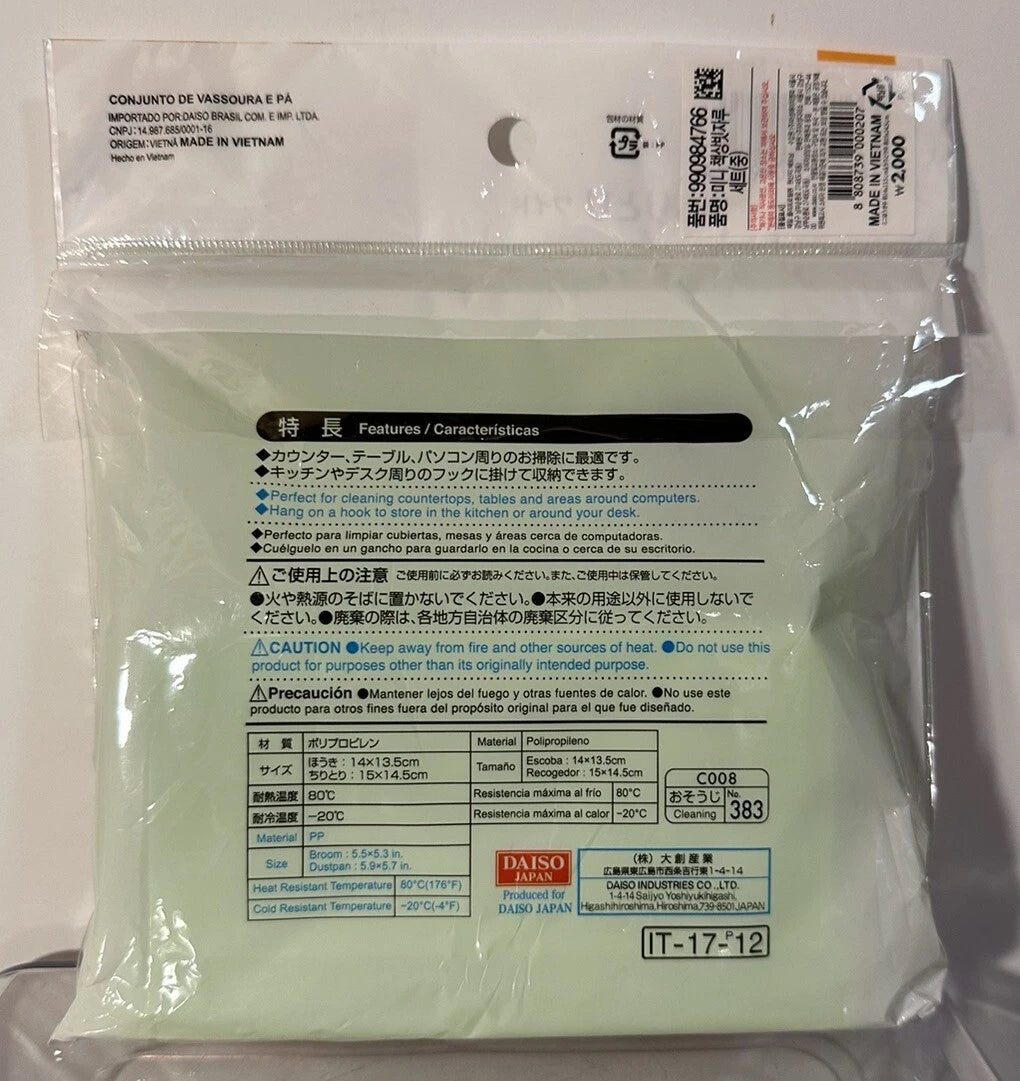 CONJUNTO DE VASSOURA E PÁ
IMPORTADO POR:DAISO BRASIL COM. E IMP. LTDA.
CNPJ:14.987.685/0001-16
ORIGEM:VIETNÃ MADE IN VIETNAM
Hecho en Vietnam
包材の材質
プラ
품번:990984766
품명:미니 책상빗자루
세트(중)
8 808739 000207
MADE IN VIETNAM
₩2,000
特長 Features / Características
◆カウンター、テーブル、パソコン周りのお掃除に最適です。
◆キッチンやデスク周りのフックに掛けて収納できます。
◆Perfect for cleaning countertops, tables and areas around computers.
◆Hang on a hook to store in the kitchen or around your desk.
◆Perfecto para limpiar cubiertas, mesas y áreas cerca de computadoras.
◆Cuélguelo en un gancho para guardarlo en la cocina o cerca de su escritorio.
⚠ご使用上の注意 ご使用前に必ずお読みください。また、ご使用中は保管してください。
●火や熱源のそばに置かないでください。●本来の用途以外に使用しないで
ください。●廃棄の際は、各地方自治体の廃棄区分に従ってください。
⚠CAUTION ●Keep away from fire and other sources of heat. ●Do not use this
product for purposes other than its originally intended purpose.
⚠Precaución ●Mantener lejos del fuego y otras fuentes de calor. ●No use este
producto para otros fines fuera del propósito original para el que fue diseñado.
材質 ポリプロピレン
サイズ ほうき：14×13.5cm
ちりとり：15×14.5cm
耐熱温度 80℃
耐冷温度 −20℃
Material PP
Size Broom : 5.5×5.3 in.
Dustpan : 5.9×5.7 in.
Heat Resistant Temperature 80°C(176°F)
Cold Resistant Temperature −20°C(-4°F)
Material Polipropileno
Tamaño Escoba : 14×13.5cm
Recogedor : 15×14.5cm
Resistencia máxima al frío 80°C
Resistencia máxima al calor −20°C
C008
おそうじ No.
Cleaning 383
DAISO
JAPAN
Produced for
DAISO JAPAN
(株)大創産業
広島県東広島市西条吉行東1-4-14
DAISO INDUSTRIES CO.,LTD.
1-4-14 Saijyo Yoshiyukihigashi,
Higashihiroshima,Hiroshima,739-8501,JAPAN
IT-17-P12